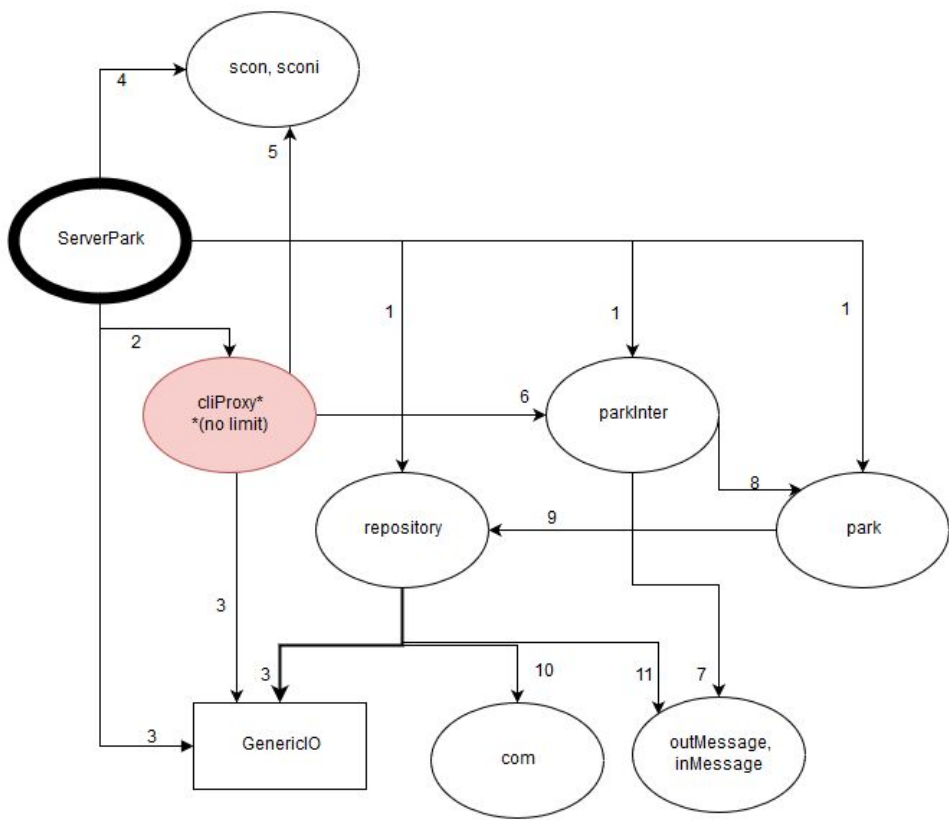 scon, sconi
4
5
ServerPark
1
1
1
2
cliProxy*
*(no limit)
6
parkInter
8
repository
9
park
3
3
10
11
7
3
GenericIO
com
outMessage,
inMessage